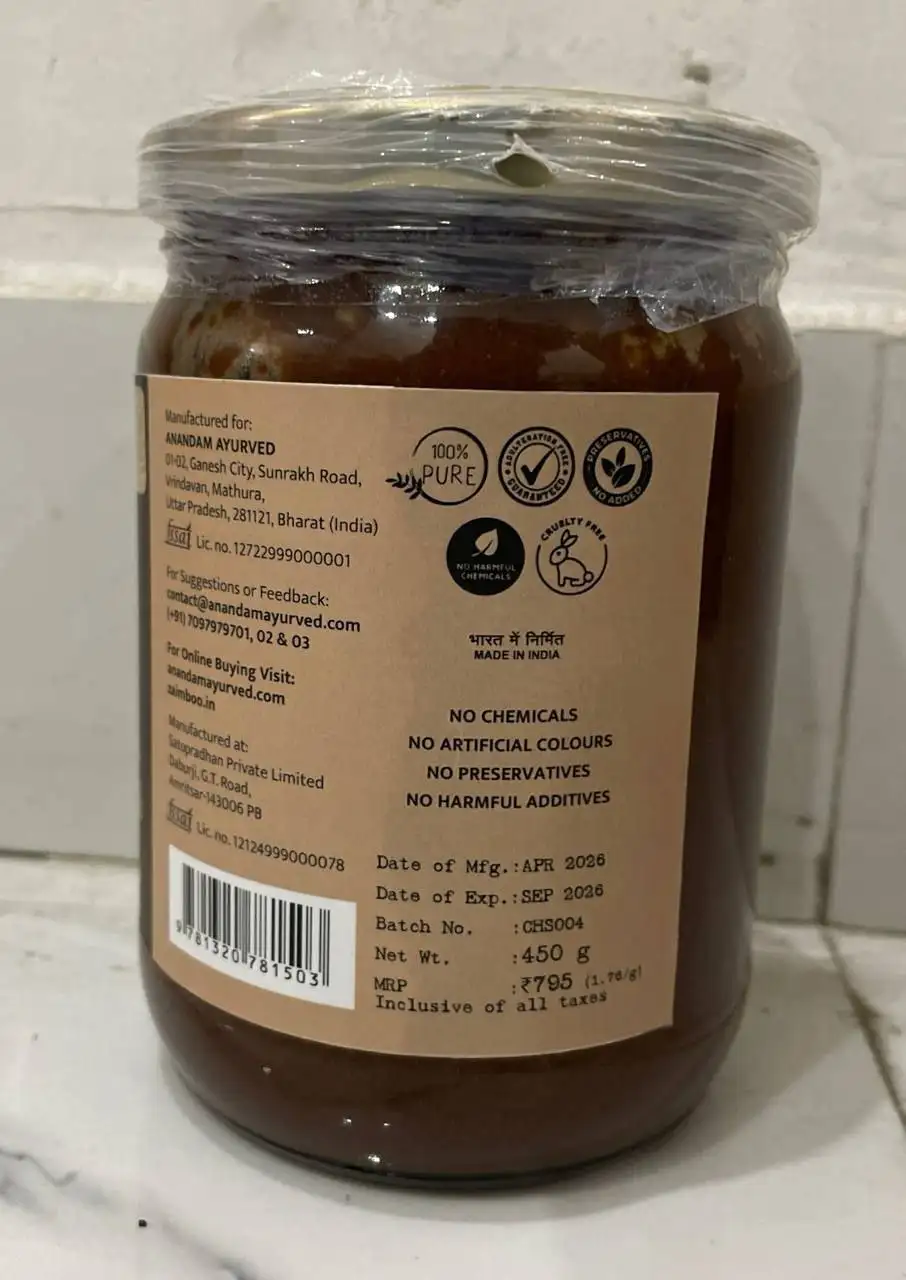 Manufactured for:
ANANDAM AYURVED
01-02, Ganesh City, Sunrakh Road,
Vrindavan, Mathura,
Uttar Pradesh, 281121, Bharat (India)
fssai Lic. no. 12722999000001
For Suggestions or Feedback:
contact@anandamayurved.com
(+91) 7097979701, 02 & 03
For Online Buying Visit:
anandamayurved.com
zaimboo.in
Manufactured at:
Satopradhan Private Limited
Daburji, G.T. Road,
Amritsar-143006 PB
fssai Lic. no. 12124999000078
9 781320 781503
100%
PURE
ADULTERATION FREE
GUARANTEED
PRESERVATIVES
NO ADDED
NO HARMFUL
CHEMICALS
CRUELTY FREE
भारत में निर्मित
MADE IN INDIA
NO CHEMICALS
NO ARTIFICIAL COLOURS
NO PRESERVATIVES
NO HARMFUL ADDITIVES
Date of Mfg.:APR 2026
Date of Exp.:SEP 2026
Batch No. :CHS004
Net Wt. :450 g
MRP :₹795 (1.76/g)
Inclusive of all taxes